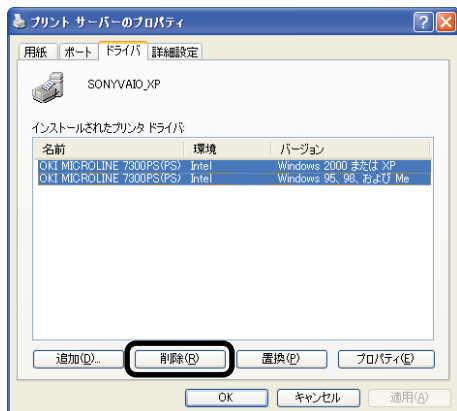 プリント サーバーのプロパティ
用紙 ポート ドライバ 詳細設定
SONYVAIO_XP
インストールされたプリンタ ドライバ:
名前 環境 バージョン
OKI MICROLINE 7300PS(PS) Intel Windows 2000 または XP
OKI MICROLINE 7300PS(PS) Intel Windows 95、98、および Me
追加(D)... 削除(R) 置換(P) プロパティ(E)
OK キャンセル 適用(A)